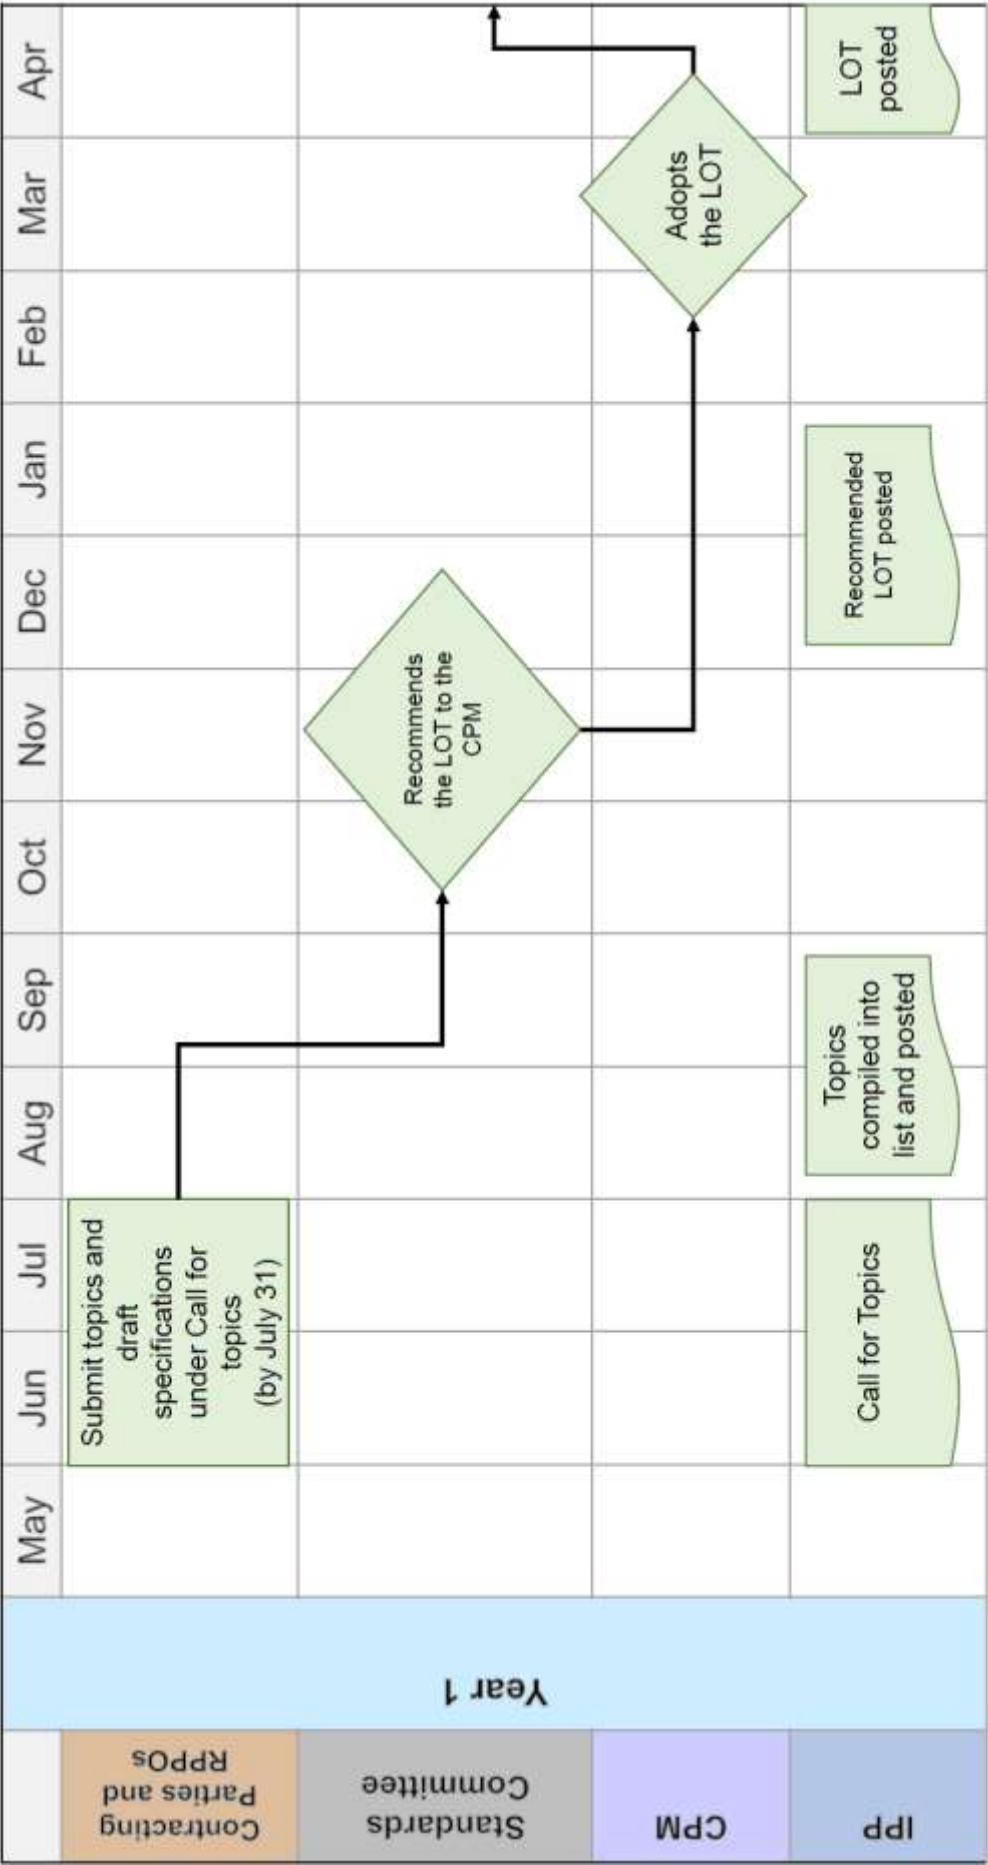 Year 1
May
Jun
Jul
Aug
Sep
Oct
Nov
Dec
Jan
Feb
Mar
Apr
Contracting
Parties and
RPPOs
Submit topics and
draft
specifications
under Call for
topics
(by July 31)
Standards
Committee
Recommends
the LOT to the
CPM
CPM
Adopts
the LOT
IPP
Call for Topics
Topics
compiled into
list and posted
Recommended
LOT posted
LOT
posted